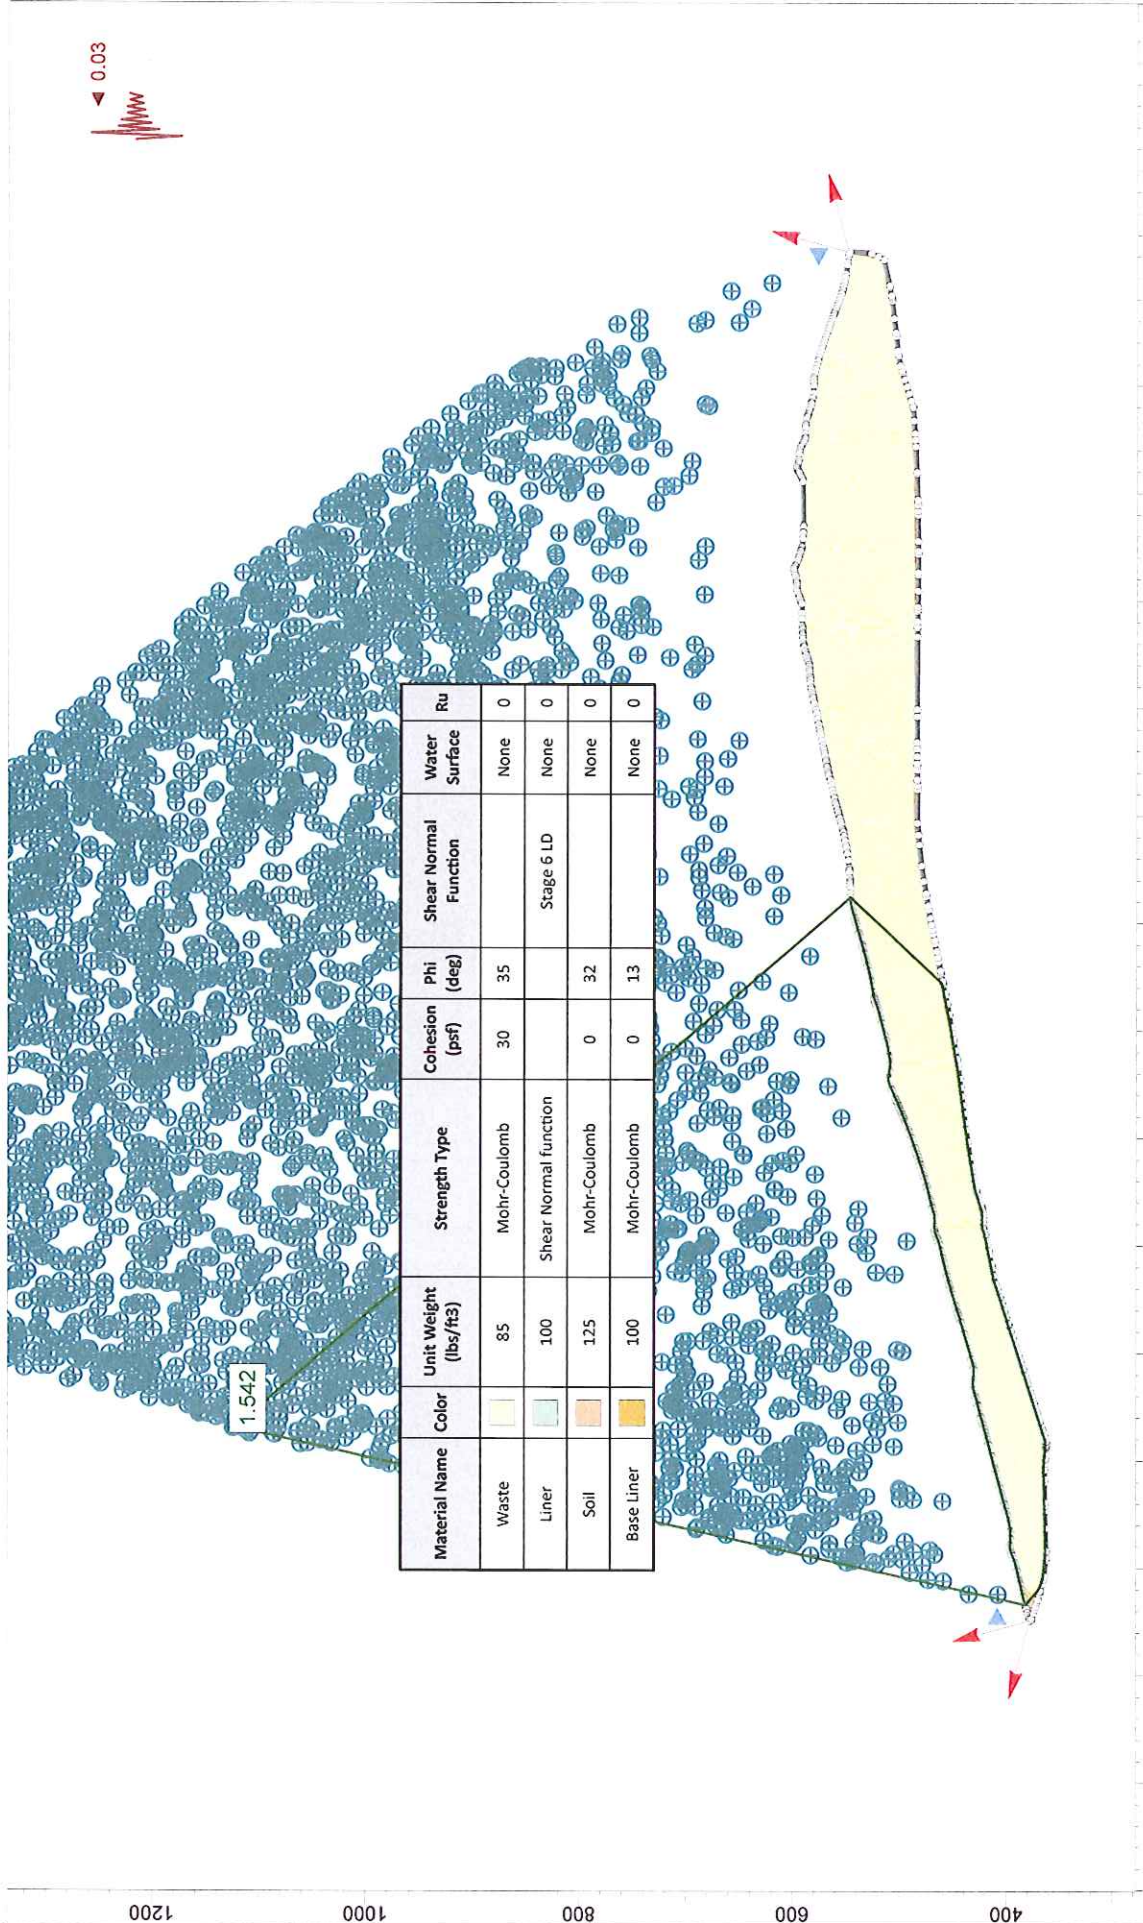 ◄ 0.03
1.542
Material Name Color Unit Weight (lbs/ft3) Strength Type Cohesion (psf) Phi (deg) Shear Normal Function Water Surface Ru
Waste 85 Mohr-Coulomb 30 35 None 0
Liner 100 Shear Normal function Stage 6 LD None 0
Soil 125 Mohr-Coulomb 0 32 None 0
Base Liner 100 Mohr-Coulomb 0 13 None 0
1200
1000
800
600
400